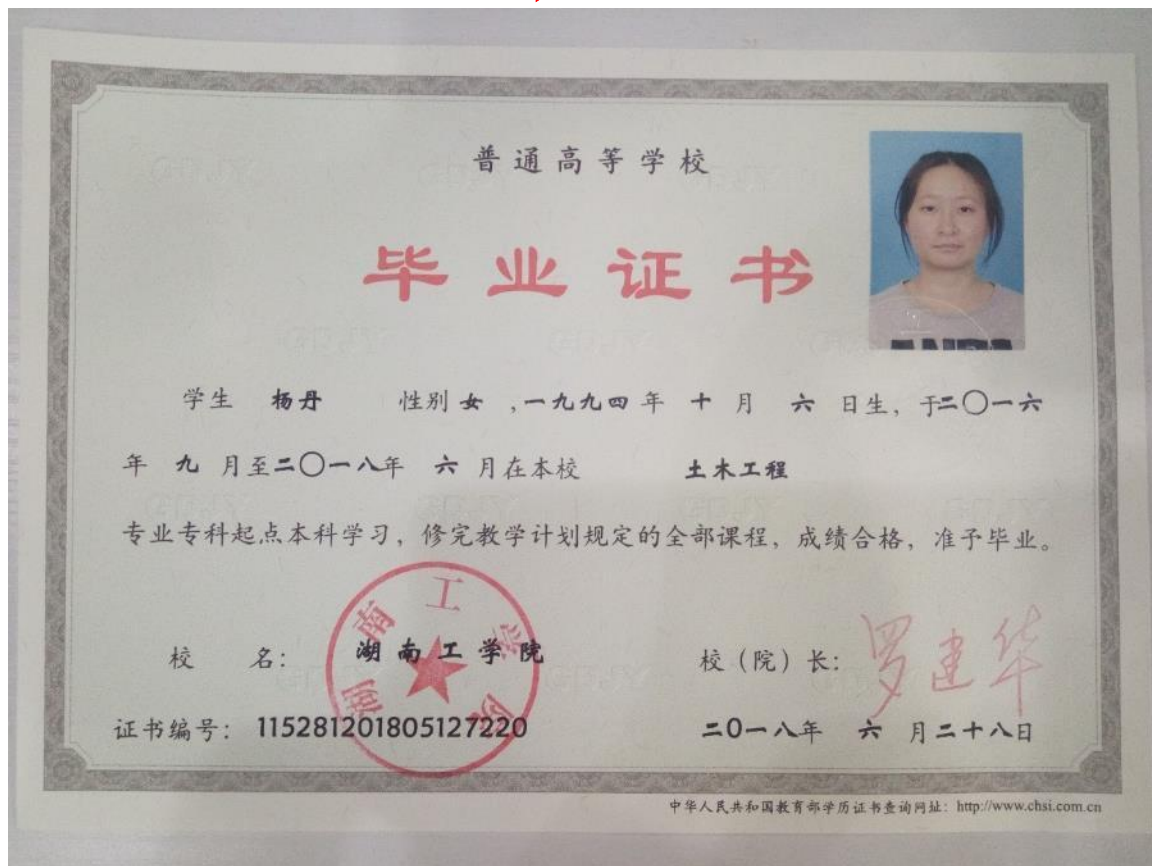 普通高等学校
毕业证书
学生 杨丹 性别 女 ，一九九四 年 十 月 六 日生，于二〇一六
年 九 月至二〇一八年 六 月在本校 土木工程
专业专科起点本科学习，修完教学计划规定的全部课程，成绩合格，准予毕业。
校 名： 湖南工学院 校（院）长： 罗建华
湖南工学院
证书编号： 115281201805127220 二〇一八年 六 月二十八日
中华人民共和国教育部学历证书查询网址：http://www.chsi.com.cn